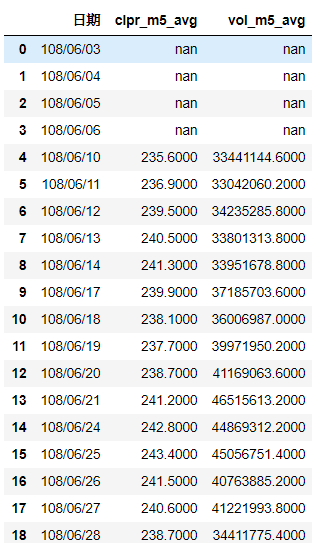 日期 clpr_m5_avg vol_m5_avg
0 108/06/03 nan nan
1 108/06/04 nan nan
2 108/06/05 nan nan
3 108/06/06 nan nan
4 108/06/10 235.6000 33441144.6000
5 108/06/11 236.9000 33042060.2000
6 108/06/12 239.5000 34235285.8000
7 108/06/13 240.5000 33801313.8000
8 108/06/14 241.3000 33951678.8000
9 108/06/17 239.9000 37185703.6000
10 108/06/18 238.1000 36006987.0000
11 108/06/19 237.7000 39971950.2000
12 108/06/20 238.7000 41169063.6000
13 108/06/21 241.2000 46515613.2000
14 108/06/24 242.8000 44869312.2000
15 108/06/25 243.4000 45056751.4000
16 108/06/26 241.5000 40763885.2000
17 108/06/27 240.6000 41221993.8000
18 108/06/28 238.7000 34411775.4000